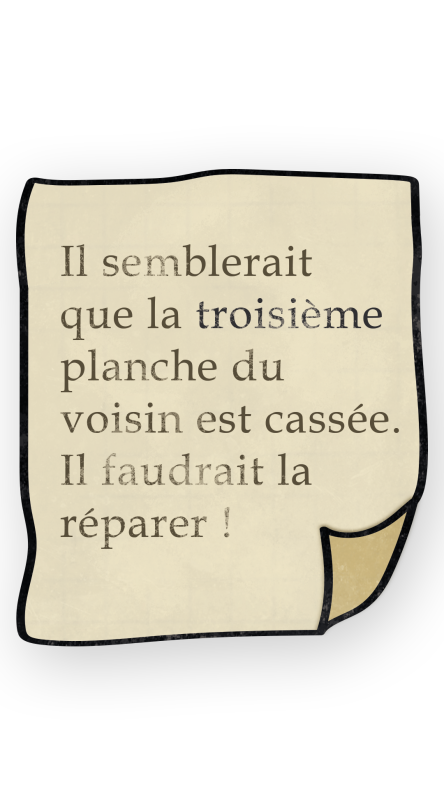 Il semblerait
que la troisième
planche du
voisin est cassée.
Il faudrait la
réparer !